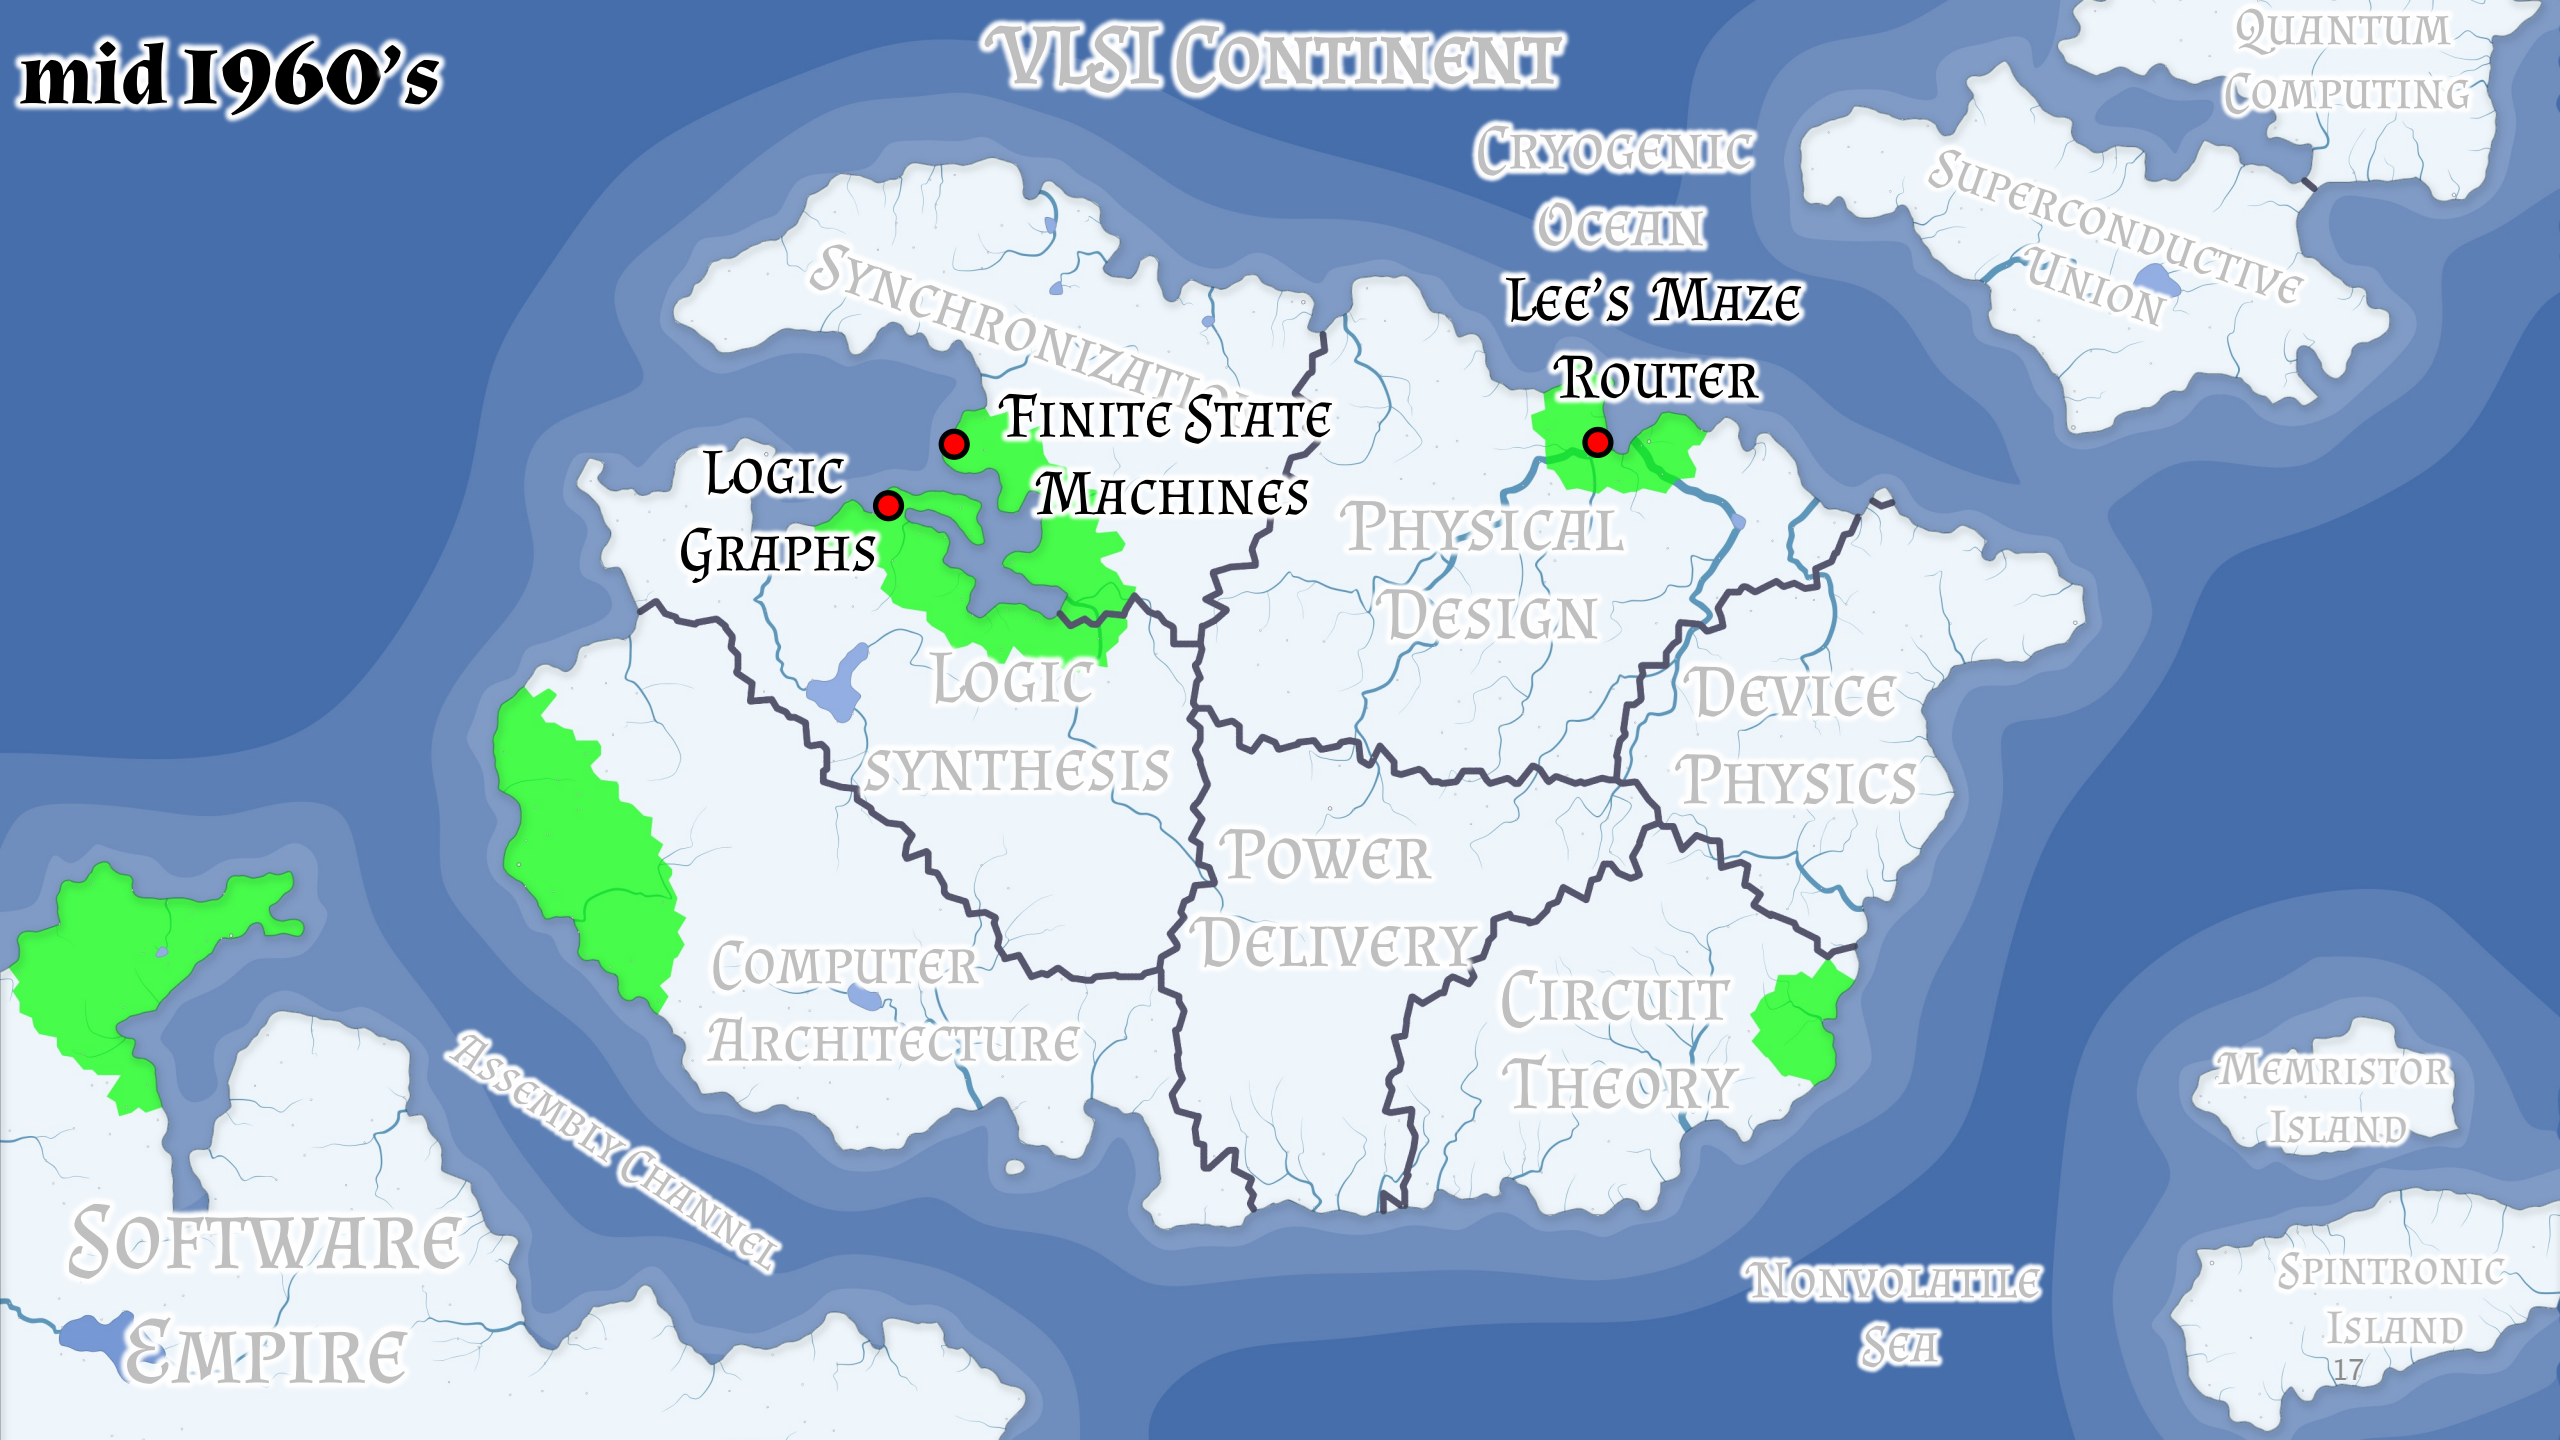 mid 1960's
VLSI Continent
Quantum
Computing
Cryogenic
Ocean
Superconductive
Union
Synchronization
Lee's Maze
Router
Finite State
Machines
Logic
Graphs
Physical
Design
Logic
synthesis
Device
Physics
Power
Delivery
Computer
Architecture
Circuit
Theory
Assembly Channel
Memristor
Island
Software
Empire
Nonvolatile
Sea
Spintronic
Island
17